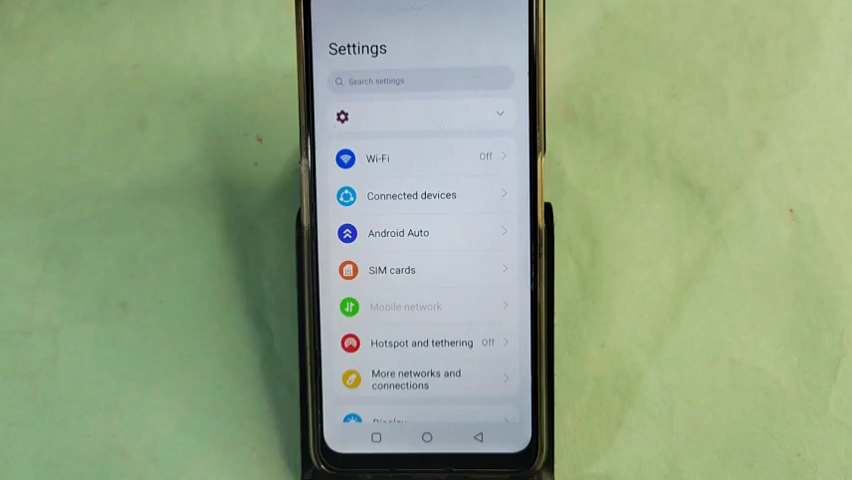 Settings
Search settings
Wi-Fi Off
Connected devices
Android Auto
SIM cards
Mobile network
Hotspot and tethering Off
More networks and
connections
Display